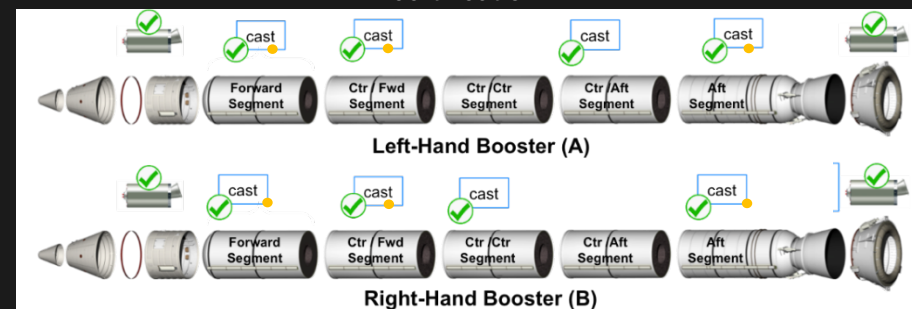 cast cast cast cast
Forward Segment
Ctr Fwd Segment
Ctr Ctr Segment
Ctr Aft Segment
Aft Segment
Left-Hand Booster (A)
cast cast cast cast
Forward Segment
Ctr Fwd Segment
Ctr Ctr Segment
Ctr Aft Segment
Aft Segment
Right-Hand Booster (B)